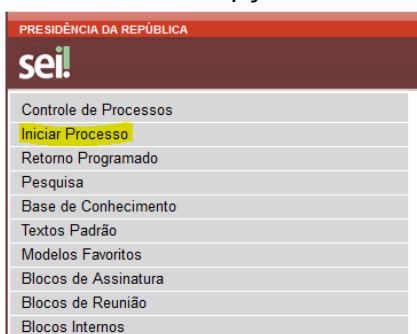 PRESIDÊNCIA DA REPÚBLICA
sei!
Controle de Processos
Iniciar Processo
Retorno Programado
Pesquisa
Base de Conhecimento
Textos Padrão
Modelos Favoritos
Blocos de Assinatura
Blocos de Reunião
Blocos Internos